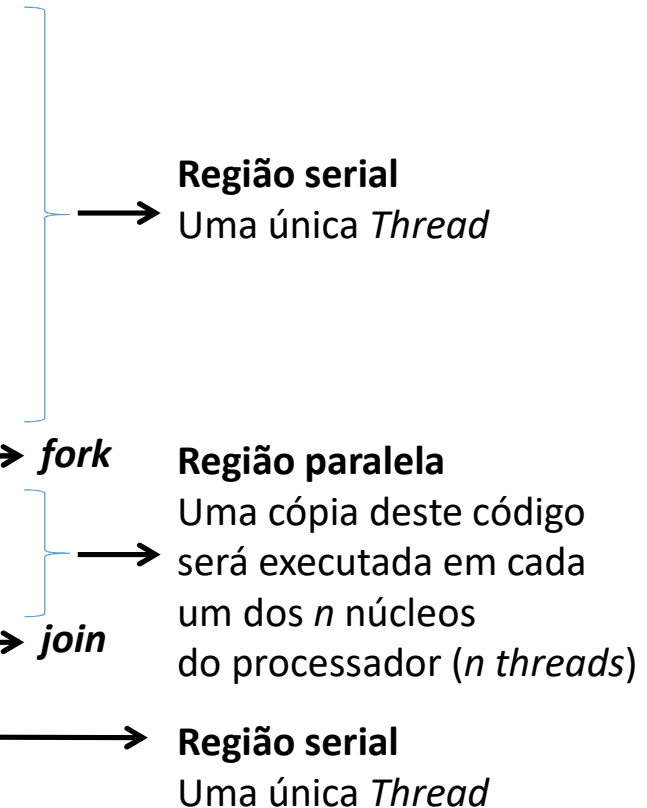 Região serial
Uma única Thread
fork
Região paralela
Uma cópia deste código
será executada em cada
um dos n núcleos
do processador (n threads)
join
Região serial
Uma única Thread